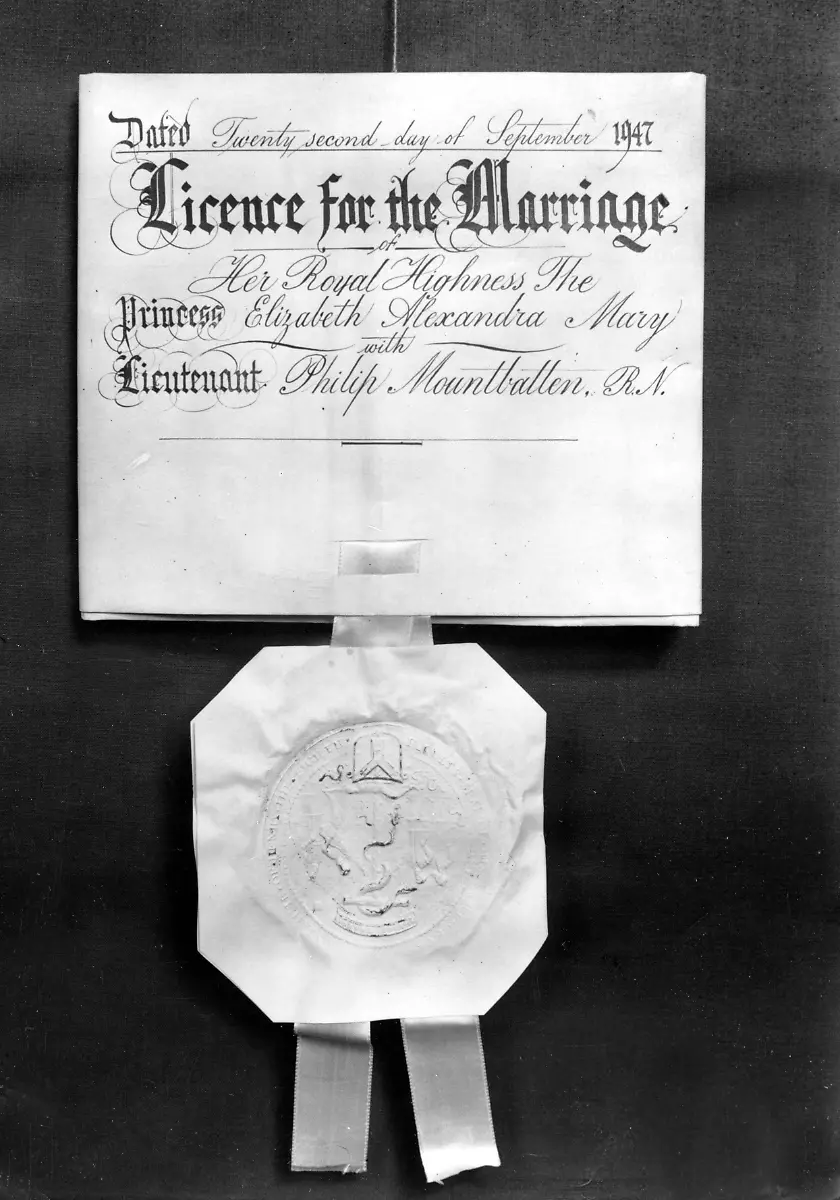 Dated Twenty second day of September 1947
Licence for the Marriage
of
Her Royal Highness The
Princess Elizabeth Alexandra Mary
with
Lieutenant Philip Mountbatten, R.N.